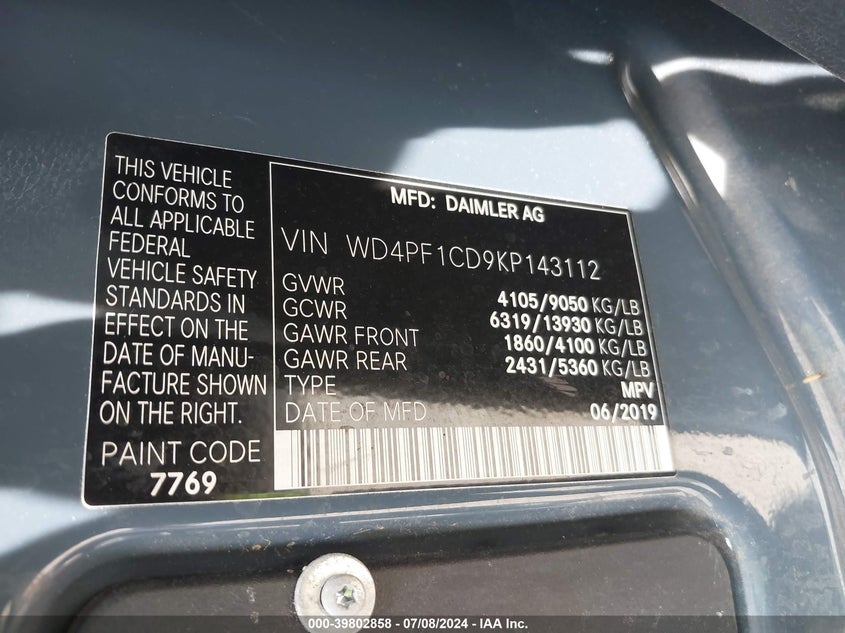 THIS VEHICLE
CONFORMS TO
ALL APPLICABLE
FEDERAL
VEHICLE SAFETY
STANDARDS IN
EFFECT ON THE
DATE OF MANU-
FACTURE SHOWN
ON THE RIGHT.
PAINT CODE
7769
MFD: DAIMLER AG
VIN WD4PF1CD9KP143112
GVWR 4105/9050 KG/LB
GCWR 6319/13930 KG/LB
GAWR FRONT 1860/4100 KG/LB
GAWR REAR 2431/5360 KG/LB
TYPE MPV
DATE OF MFD 06/2019
000-39802858 - 07/08/2024 - IAA Inc.